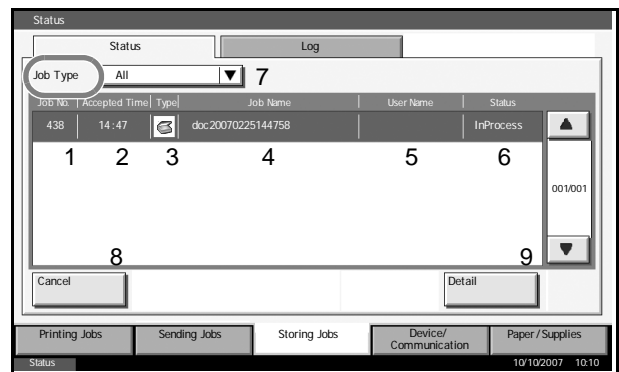 Status
Status Log
Job Type All 7
Job No. Accepted Time Type Job Name User Name Status
438 14:47 doc20070225144758 InProcess
1 2 3 4 5 6
001/001
8 9
Cancel Detail
Printing Jobs Sending Jobs Storing Jobs Device/ Communication Paper/Supplies
Status 10/10/2007 10:10